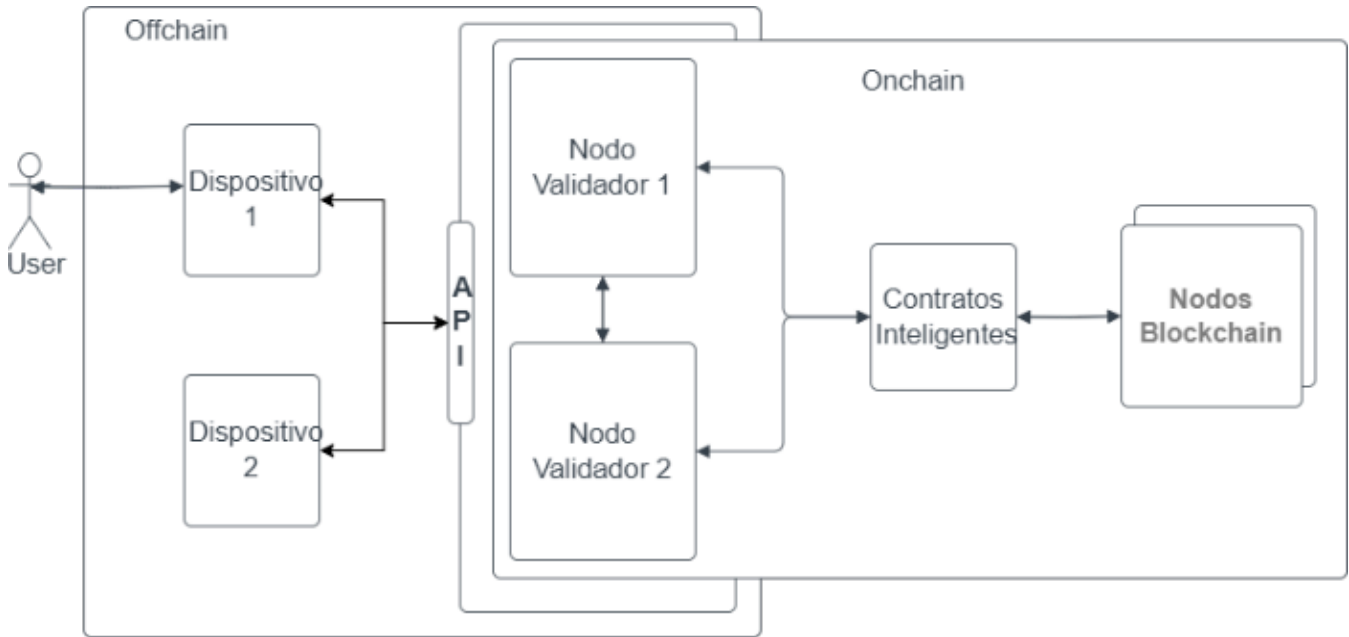 Offchain
Onchain
Nodo
Validador 1
Dispositivo
1
User
A
P
I
Contratos
Inteligentes
Nodos
Blockchain
Dispositivo
2
Nodo
Validador 2